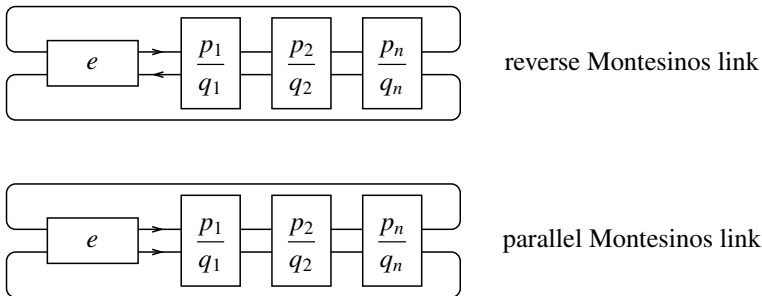 e
p₁
q₁
p₂
q₂
pₙ
qₙ
reverse Montesinos link
e
p₁
q₁
p₂
q₂
pₙ
qₙ
parallel Montesinos link